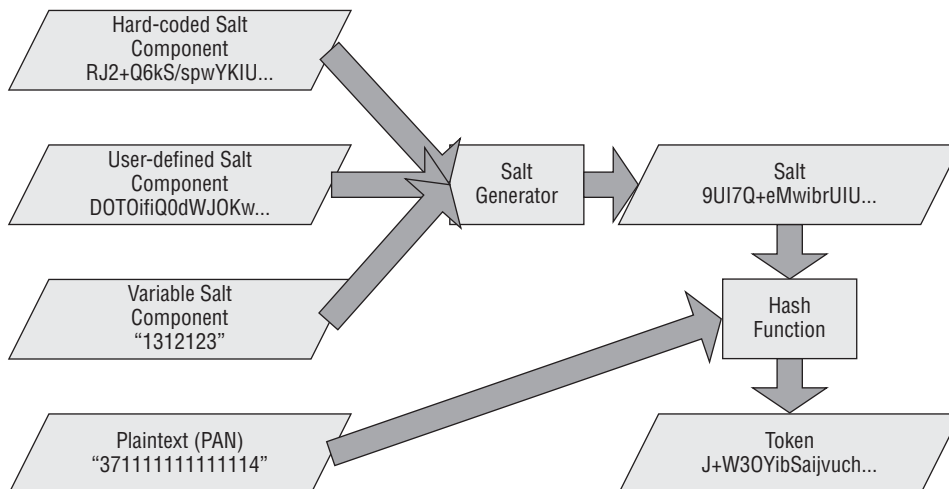 Hard-coded Salt
Component
RJ2+Q6kS/spwYKIU...
User-defined Salt
Component
DOTOifiQ0dWJOKw...
Salt
Generator
Salt
9UI7Q+eMwibrUIU...
Variable Salt
Component
“1312123”
Hash
Function
Plaintext (PAN)
“371111111111114”
Token
J+W3OYibSaijvuch...